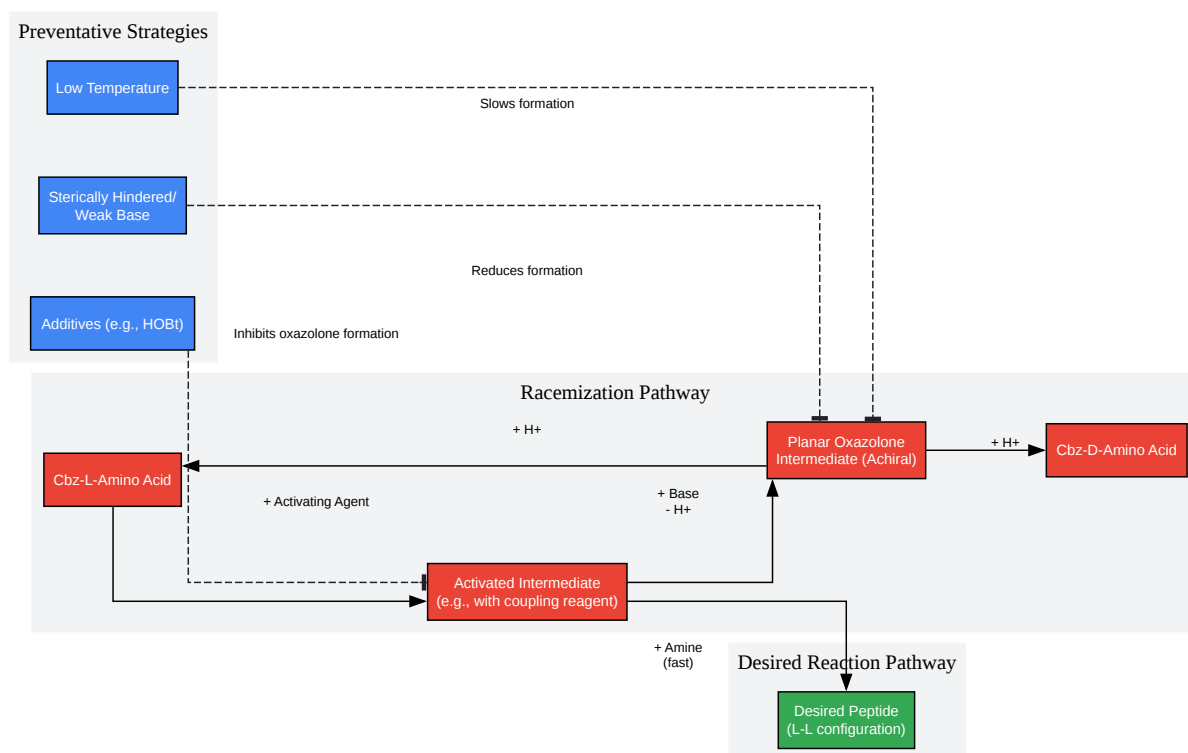 Preventative Strategies
Low Temperature
Slows formation
Sterically Hindered/
Weak Base
Reduces formation
Additives (e.g., HOBt)
Inhibits oxazolone formation
Racemization Pathway
+ H+
Planar Oxazolone
Intermediate (Achiral)
+ H+
Cbz-D-Amino Acid
Cbz-L-Amino Acid
+ Activating Agent
+ Base
- H+
Activated Intermediate
(e.g., with coupling reagent)
+ Amine
(fast)
Desired Reaction Pathway
Desired Peptide
(L-L configuration)